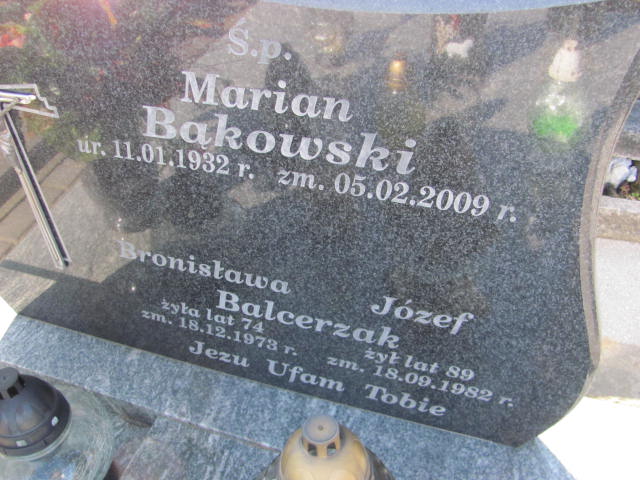 Ś.p.
Marian
Bąkowski
ur. 11.01.1932 r. zm. 05.02.2009 r.
Bronisława Józef
Balcerzak
żyła lat 74 żył lat 89
zm. 18.12.1973 r. zm. 18.09.1982 r.
Jezu Ufam Tobie